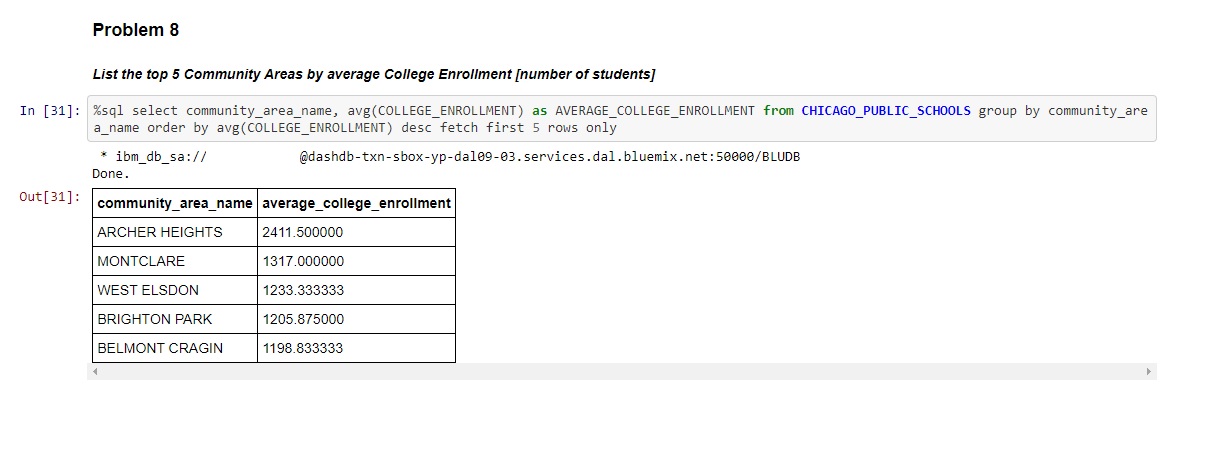 Problem 8
List the top 5 Community Areas by average College Enrollment [number of students]
In [31]: %sql select community_area_name, avg(COLLEGE_ENROLLMENT) as AVERAGE_COLLEGE_ENROLLMENT from CHICAGO_PUBLIC_SCHOOLS group by community_are
a_name order by avg(COLLEGE_ENROLLMENT) desc fetch first 5 rows only
* ibm_db_sa:// @dashdb-txn-sbox-yp-dal09-03.services.dal.bluemix.net:50000/BLUDB
Done.
Out[31]: community_area_name average_college_enrollment
ARCHER HEIGHTS 2411.500000
MONTCLARE 1317.000000
WEST ELSDON 1233.333333
BRIGHTON PARK 1205.875000
BELMONT CRAGIN 1198.833333